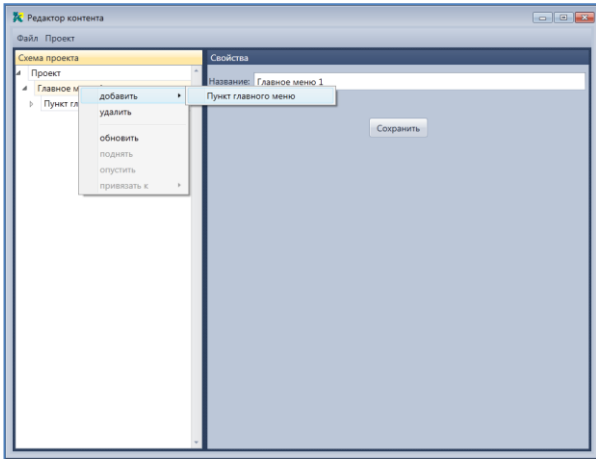 Редактор контента
Файл Проект
Схема проекта
Свойства
Проект
Главное м
Название: Главное меню 1
Пункт гл
добавить
Пункт главного меню
удалить
Сохранить
обновить
поднять
опустить
привязать к